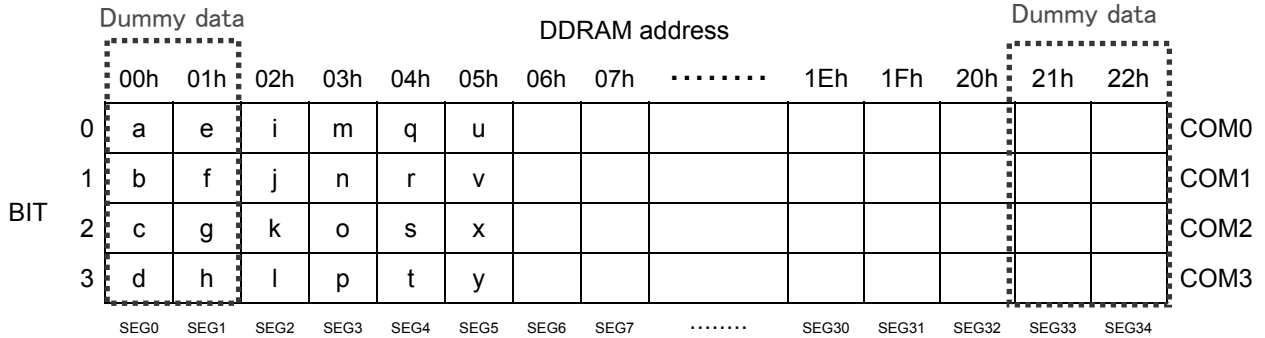 Dummy data Dummy data
DDRAM address
00h 01h 02h 03h 04h 05h 06h 07h ········ 1Eh 1Fh 20h 21h 22h
0 a e i m q u COM0
1 b f j n r v COM1
BIT
2 c g k o s x COM2
3 d h l p t y COM3
SEG0 SEG1 SEG2 SEG3 SEG4 SEG5 SEG6 SEG7 ········ SEG30 SEG31 SEG32 SEG33 SEG34